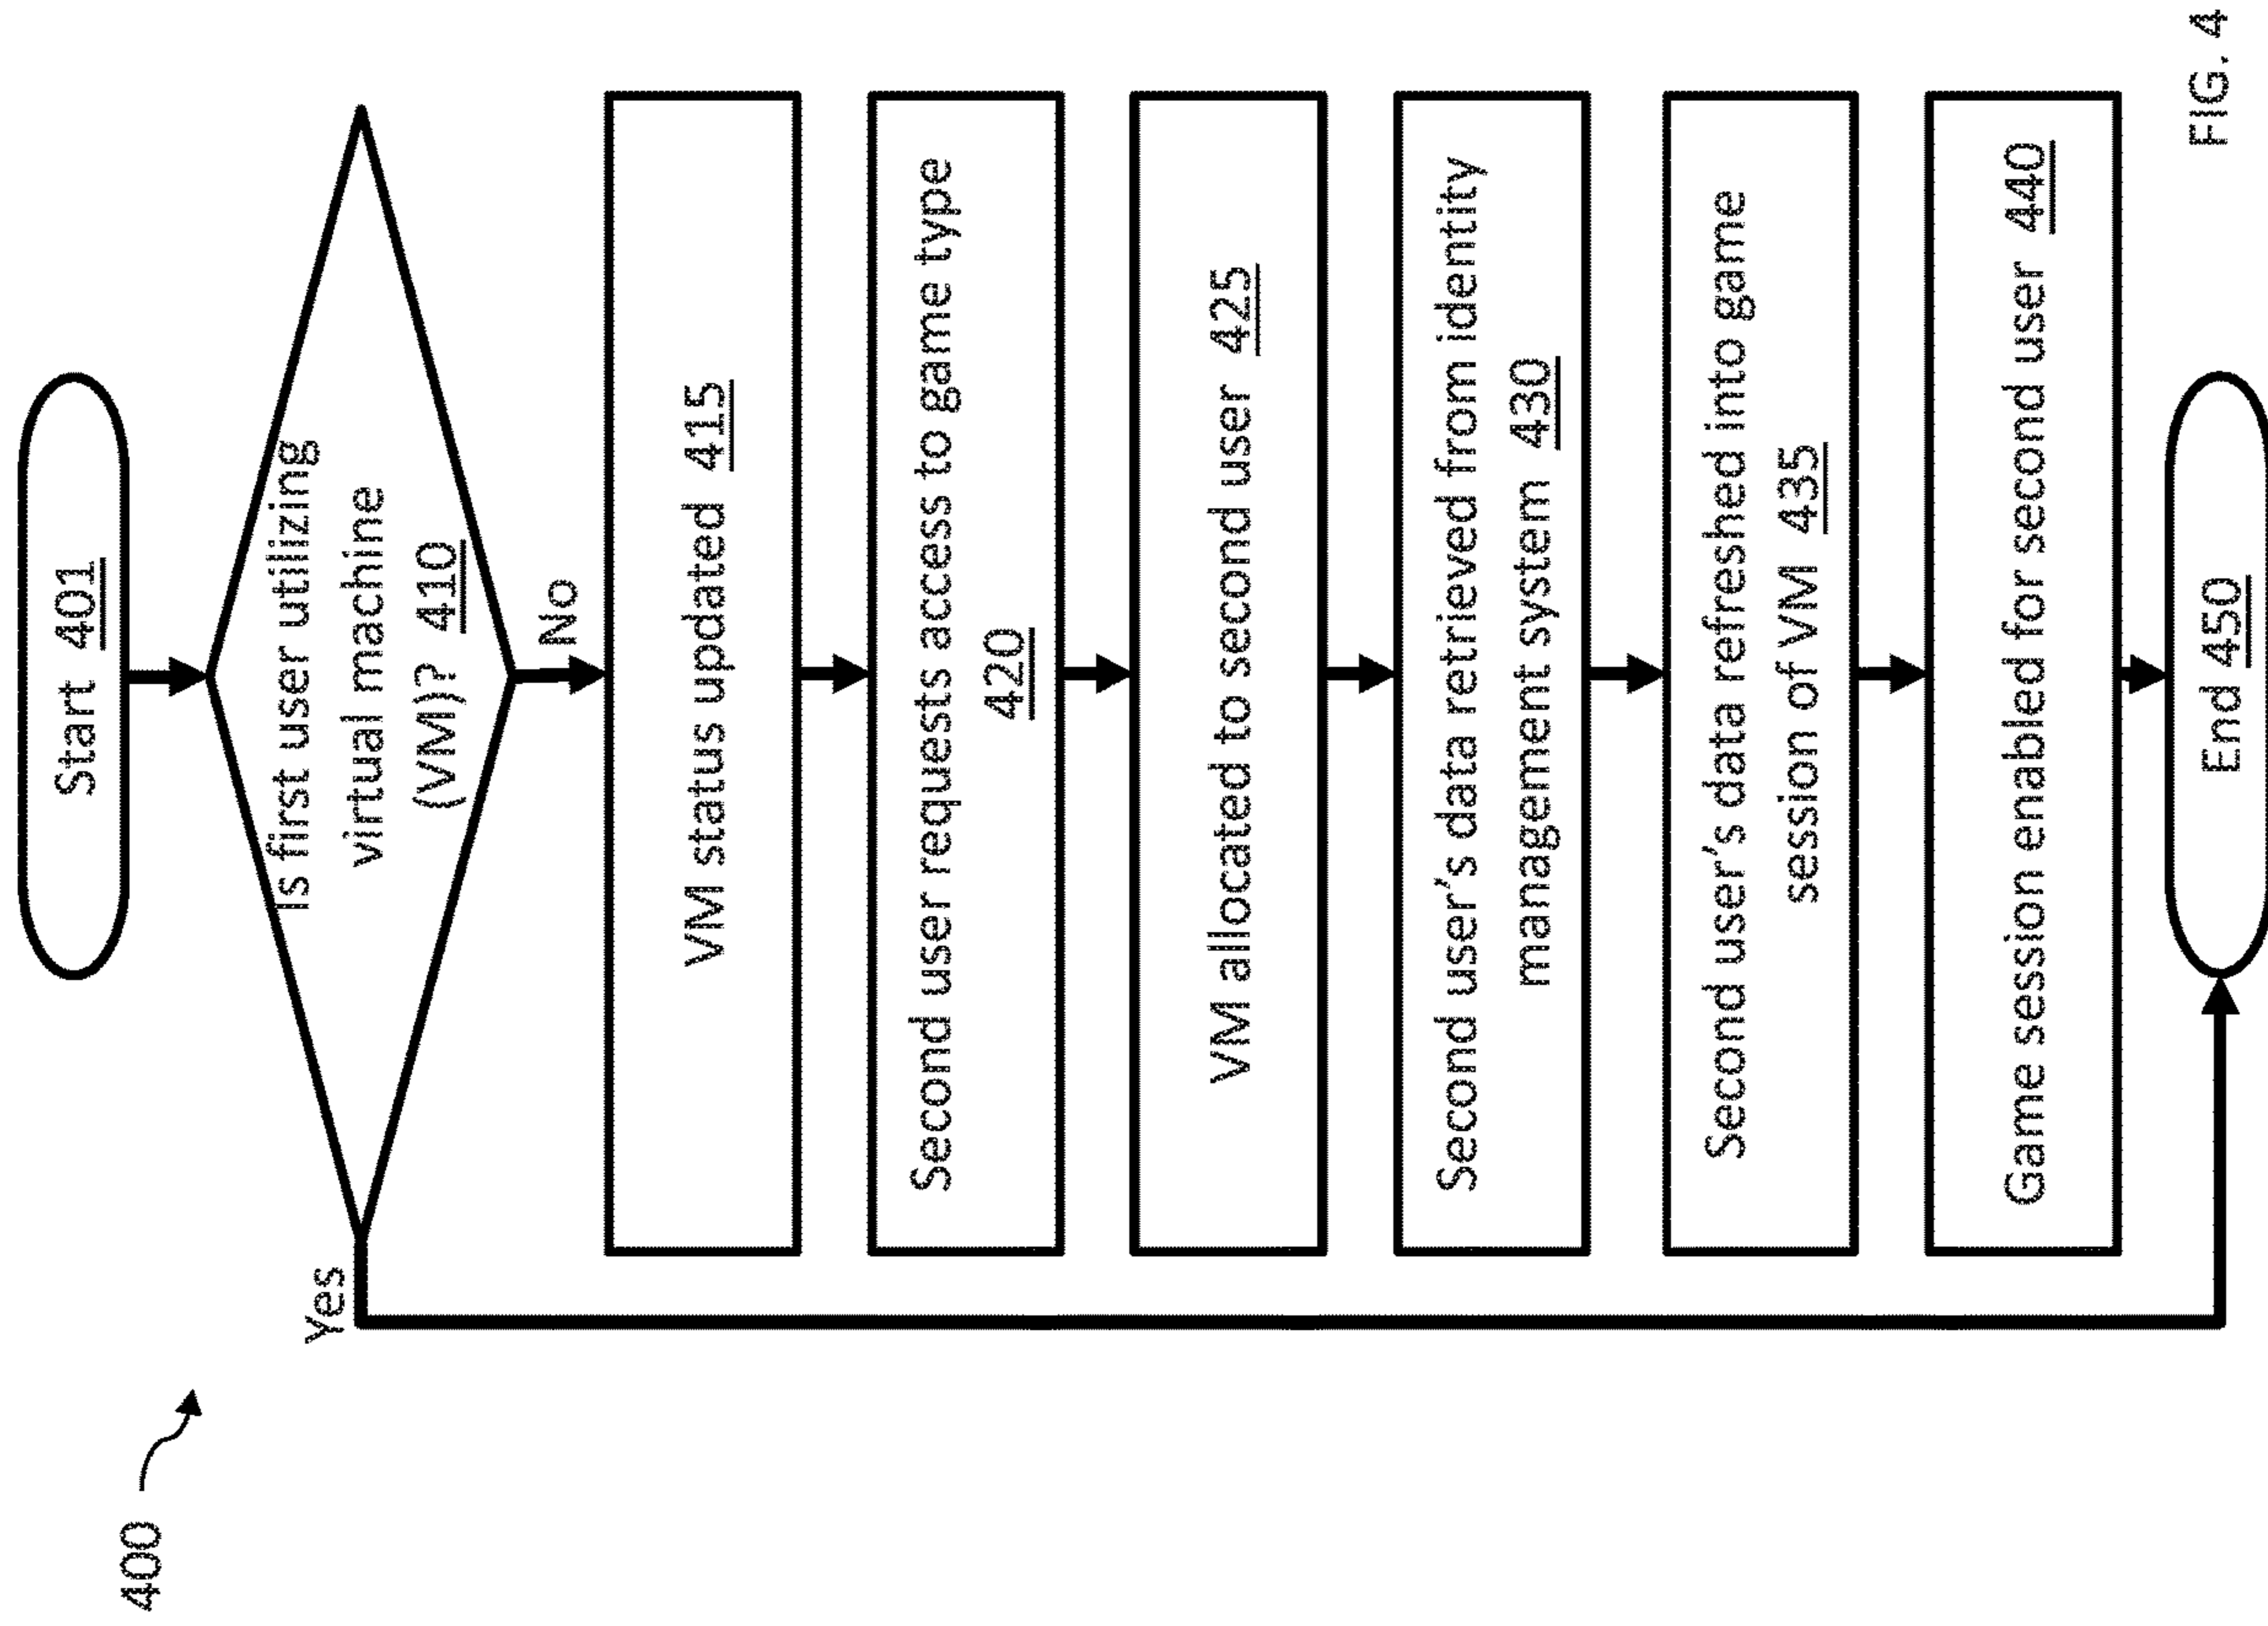 400
Start 401
Is first user utilizing
virtual machine
(VM)? 410
Yes
No
VM status updated 415
Second user requests access to game type
420
VM allocated to second user 425
Second user's data retrieved from identity
management system 430
Second user's data refreshed into game
session of VM 435
Game session enabled for second user 440
End 450
FIG. 4